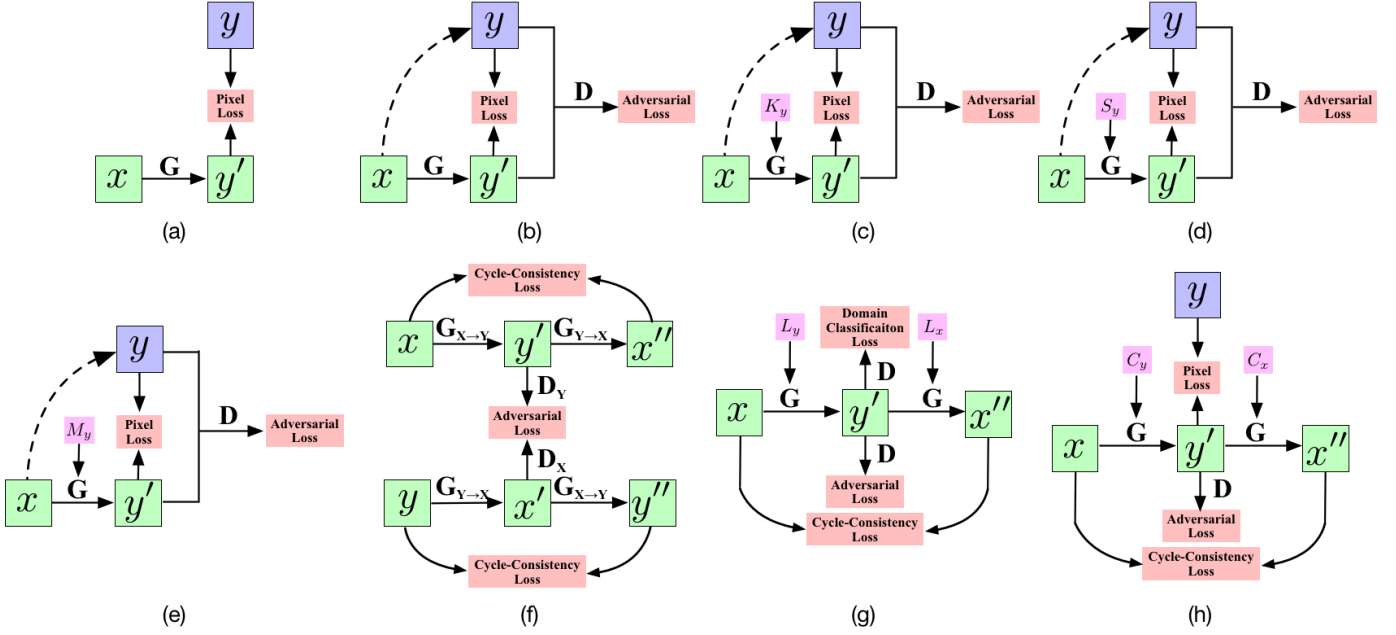 y
Pixel
Loss
x
G
y′
(a)
y
D
Pixel
Loss
Adversarial
Loss
x
G
y′
(b)
y
D
K_y
Pixel
Loss
Adversarial
Loss
x
G
y′
(c)
y
D
S_y
Pixel
Loss
Adversarial
Loss
x
G
y′
(d)
y
D
M_y
Pixel
Loss
Adversarial
Loss
x
G
y′
(e)
Cycle-Consistency
Loss
x
G_X→Y
y′
G_Y→X
x′′
D_Y
Adversarial
Loss
D_X
y
G_Y→X
x′
G_X→Y
y′′
Cycle-Consistency
Loss
(f)
L_y
Domain
Classificaiton
Loss
L_x
D
x
G
y′
G
x′′
D
Adversarial
Loss
Cycle-Consistency
Loss
(g)
y
C_y
Pixel
Loss
C_x
x
G
y′
G
x′′
D
Adversarial
Loss
Cycle-Consistency
Loss
(h)